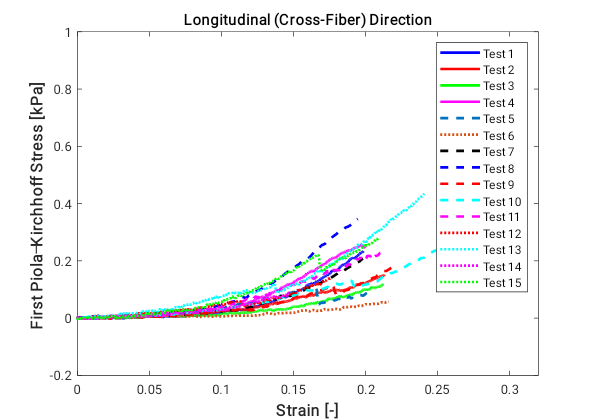 Longitudinal (Cross-Fiber) Direction
First Piola-Kirchhoff Stress [kPa]
1
0.8
0.6
0.4
0.2
0
-0.2
0
0.05
0.1
0.15
0.2
0.25
0.3
Strain [-]
Test 1
Test 2
Test 3
Test 4
Test 5
Test 6
Test 7
Test 8
Test 9
Test 10
Test 11
Test 12
Test 13
Test 14
Test 15